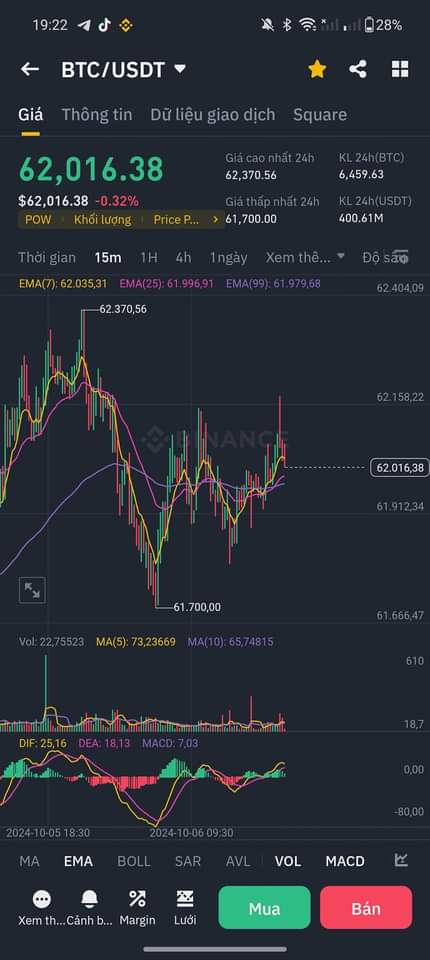 19:22 28%
BTC/USDT
Giá Thông tin Dữ liệu giao dịch Square
62,016.38
$62,016.38 -0.32%
POW Khối lượng Price P... >
Giá cao nhất 24h KL 24h(BTC)
62,370.56 6,459.63
Giá thấp nhất 24h KL 24h(USDT)
61,700.00 400.61M
Thời gian 15m 1H 4h 1ngày Xem thê... Độ sâ
EMA(7): 62.035,31 EMA(25): 61.996,91 EMA(99): 61.979,68
62.404,09
62.370,56
62.158,22
BINANCE
62.016,38
61.912,34
61.700,00
61.666,47
Vol: 22,75523 MA(5): 73,23669 MA(10): 65,74815
610
18,7
DIF: 25,16 DEA: 18,13 MACD: 7,03
0,00
-80,00
2024-10-05 18:30 2024-10-06 09:30
MA EMA BOLL SAR AVL VOL MACD
Xem th... Cảnh b... Margin Lưới
Mua Bán